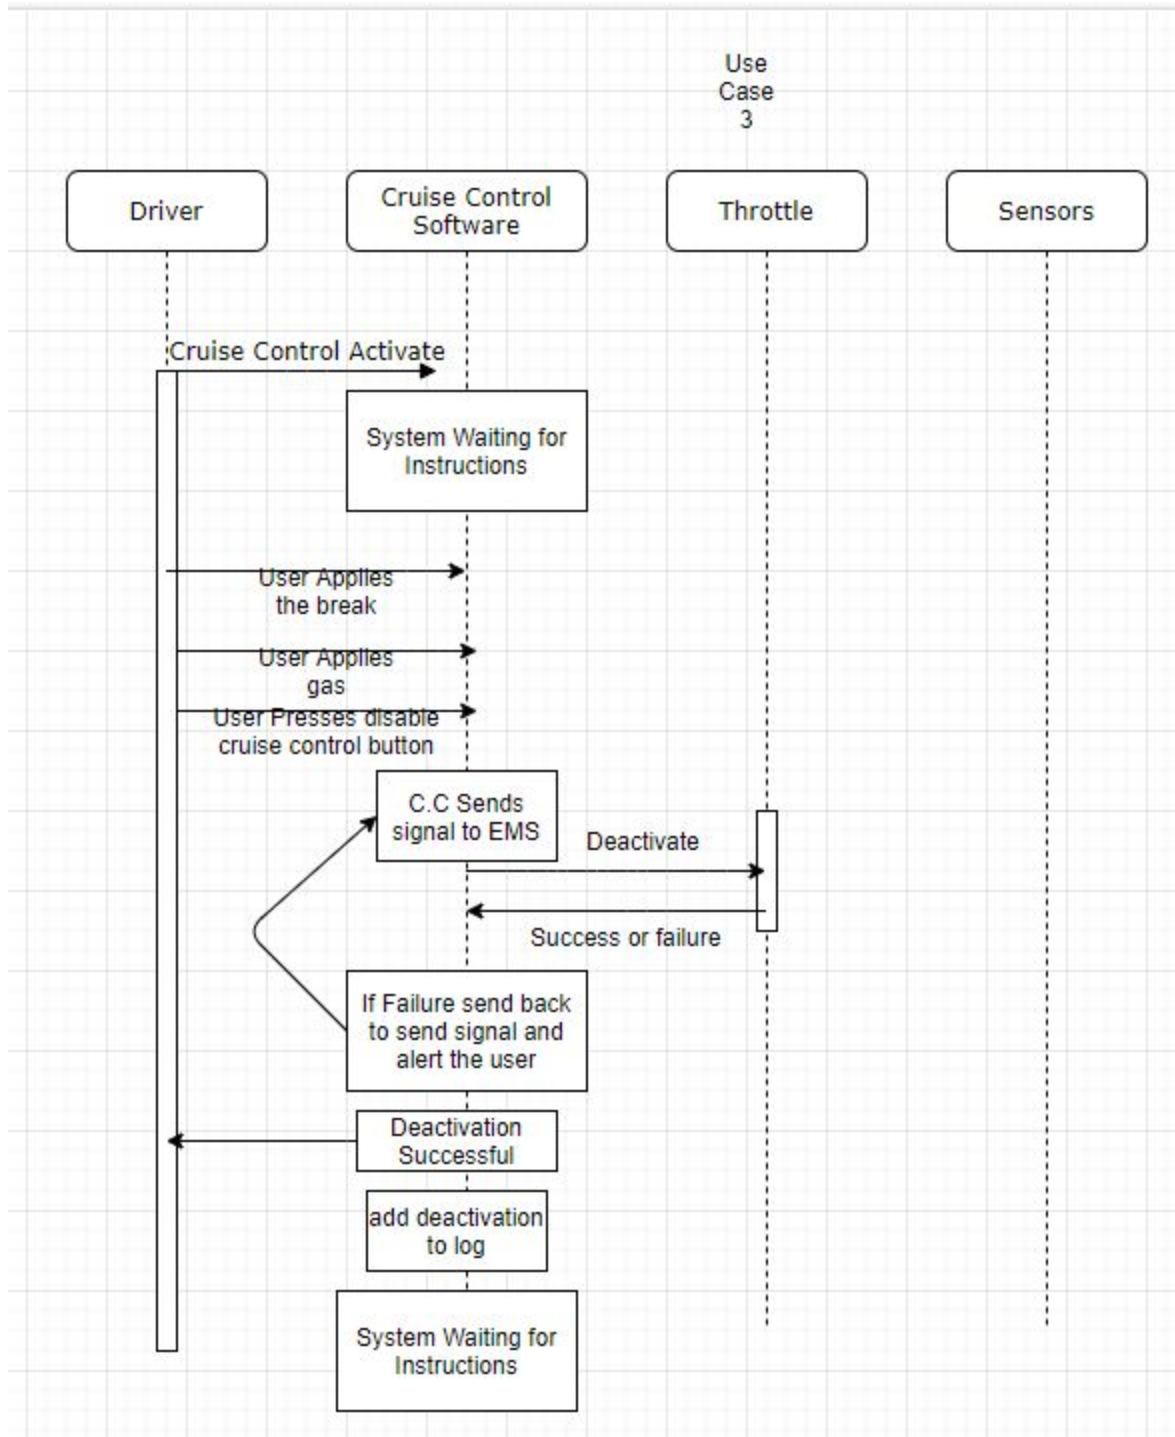 Use
Case
3
Driver
Cruise Control
Software
Throttle
Sensors
Cruise Control Activate
System Waiting for
Instructions
User Applies
the break
User Applies
gas
User Presses disable
cruise control button
C.C Sends
signal to EMS
Deactivate
Success or failure
If Failure send back
to send signal and
alert the user
Deactivation
Successful
add deactivation
to log
System Waiting for
Instructions